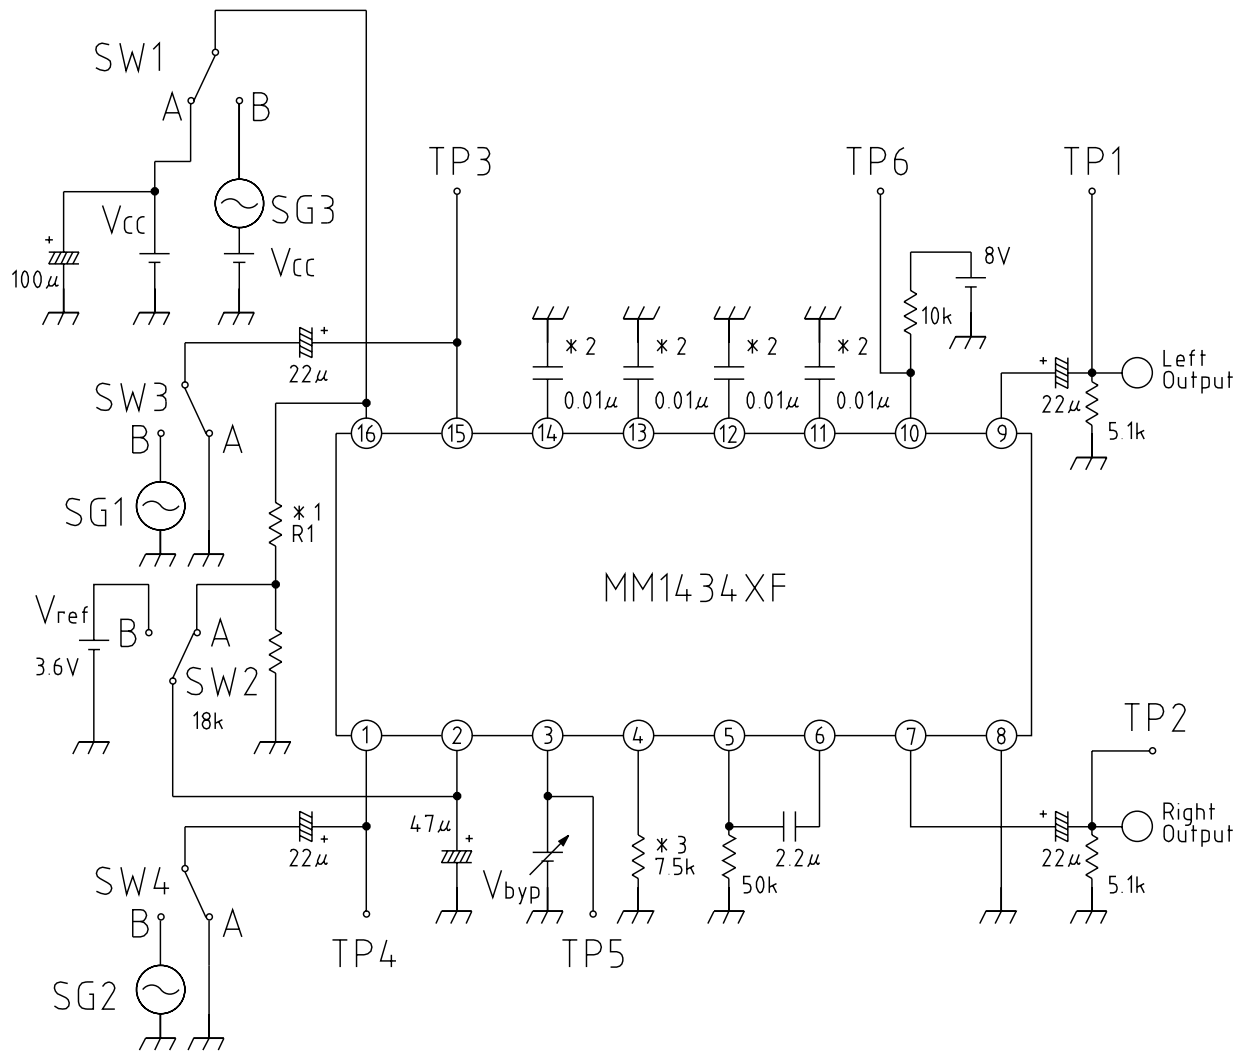 SW1
A
B
TP3
TP6
TP1
Vcc
SG3
+
100μ
Vcc
8V
10k
22μ
+
* 2
0.01μ
* 2
0.01μ
* 2
0.01μ
* 2
0.01μ
+
22μ
Left
Output
5.1k
SW3
B
A
SG1
16
15
14
13
12
11
10
9
* 1
R1
MM1434XF
Vref
B
A
3.6V
SW2
18k
1
2
3
4
5
6
7
8
TP2
47μ
+
22μ
+
SW4
B
A
SG2
Vbyp
* 3
7.5k
50k
2.2μ
+
22μ
Right
Output
5.1k
TP4
TP5